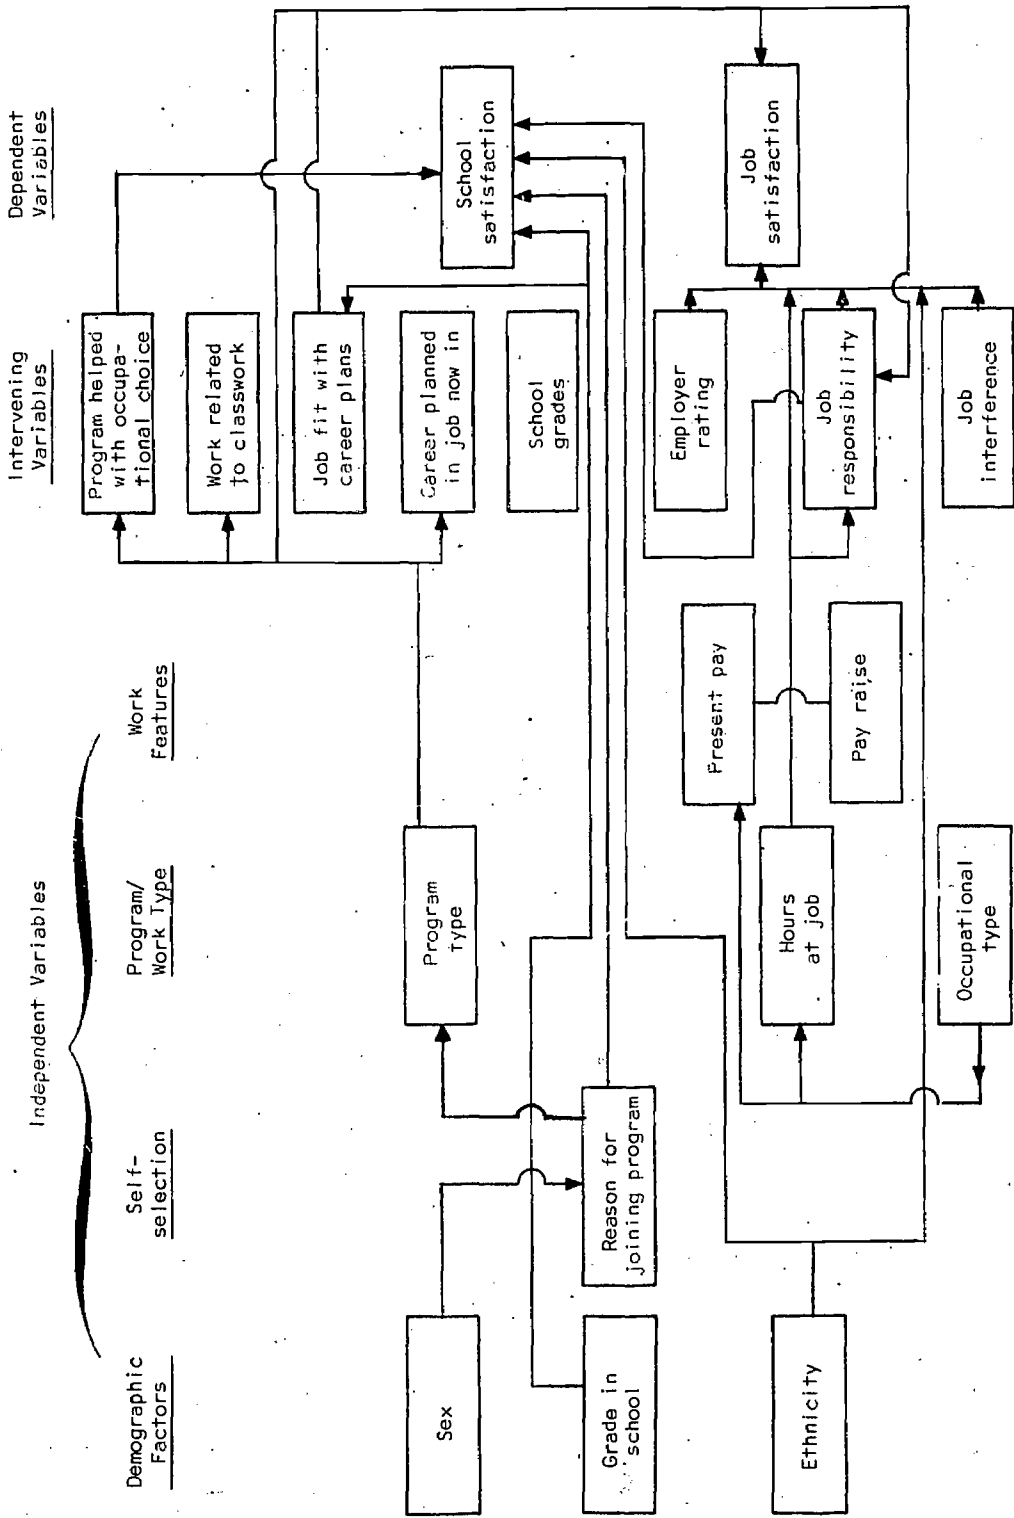 Independent Variables
Demographic
Factors
Self-
selection
Program/
Work Type
Work
Features
Intervening
Variables
Dependent
Variables
Sex
Grade in
school
Ethnicity
Reason for
joining program
Program
type
Hours
at job
Occupational
type
Present pay
Pay raise
Program helped
with occupa-
tional choice
Work related
to classwork
Job fit with
career plans
Career planned
in job now in
School
grades
Employer
rating
Job
responsibility
Job
interference
School
satisfaction
Job
satisfaction